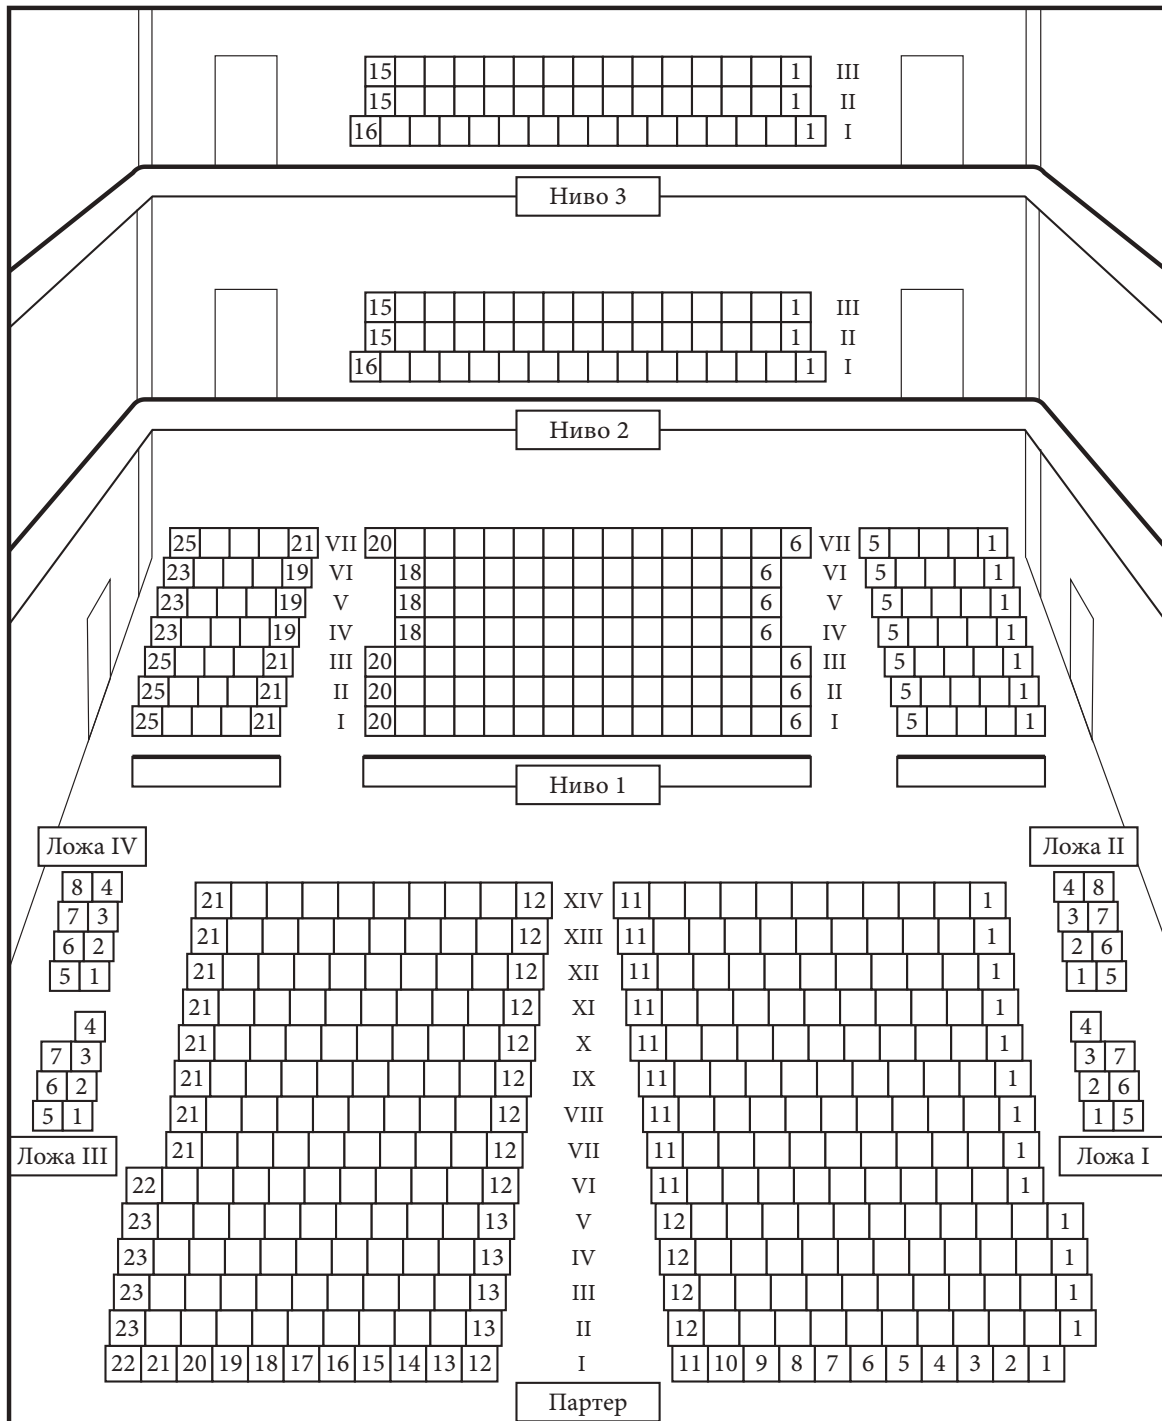 15 1 III
15 1 II
16 1 I
Ниво 3
15 1 III
15 1 II
16 1 I
Ниво 2
25 21 VII 20 6 VII 5 1
23 19 VI 18 6 VI 5 1
23 19 V 18 6 V 5 1
23 19 IV 18 6 IV 5 1
25 21 III 20 6 III 5 1
25 21 II 20 6 II 5 1
25 21 I 20 6 I 5 1
Ниво 1
Ложа IV
8 4
7 3
6 2
5 1
4
7 3
6 2
5 1
Ложа III
21 12 XIV 11 1
21 12 XIII 11 1
21 12 XII 11 1
21 12 XI 11 1
21 12 X 11 1
21 12 IX 11 1
21 12 VIII 11 1
21 12 VII 11 1
22 12 VI 11 1
23 13 V 12 1
23 13 IV 12 1
23 13 III 12 1
23 13 II 12 1
22 21 20 19 18 17 16 15 14 13 12 I 11 10 9 8 7 6 5 4 3 2 1
Партер
Ложа II
4 8
3 7
2 6
1 5
4
3 7
2 6
1 5
Ложа I